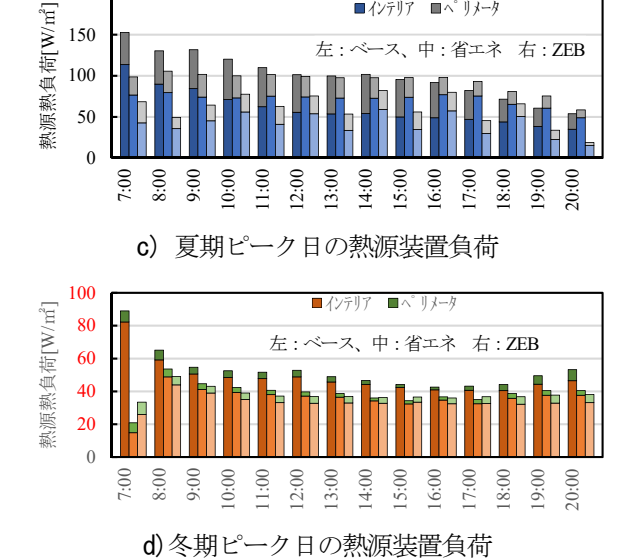 ■インテリア ■ペリメータ
熱源熱負荷[W/㎡]
150
左：ベース、中：省エネ 右：ZEB
100
50
0
7:00 8:00 9:00 10:00 11:00 12:00 13:00 14:00 15:00 16:00 17:00 18:00 19:00 20:00
c) 夏期ピーク日の熱源装置負荷
100
■インテリア ■ペリメータ
熱源熱負荷[W/㎡]
80
左：ベース、中：省エネ 右：ZEB
60
40
20
0
7:00 8:00 9:00 10:00 11:00 12:00 13:00 14:00 15:00 16:00 17:00 18:00 19:00 20:00
d)冬期ピーク日の熱源装置負荷